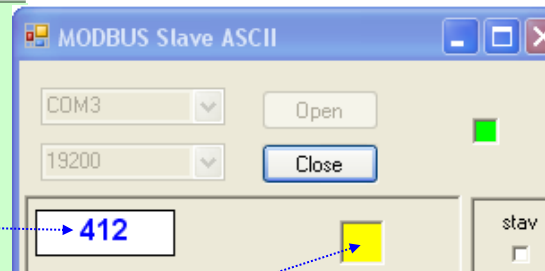 MODBUS Slave ASCII
COM3
Open
19200
Close
412
stav